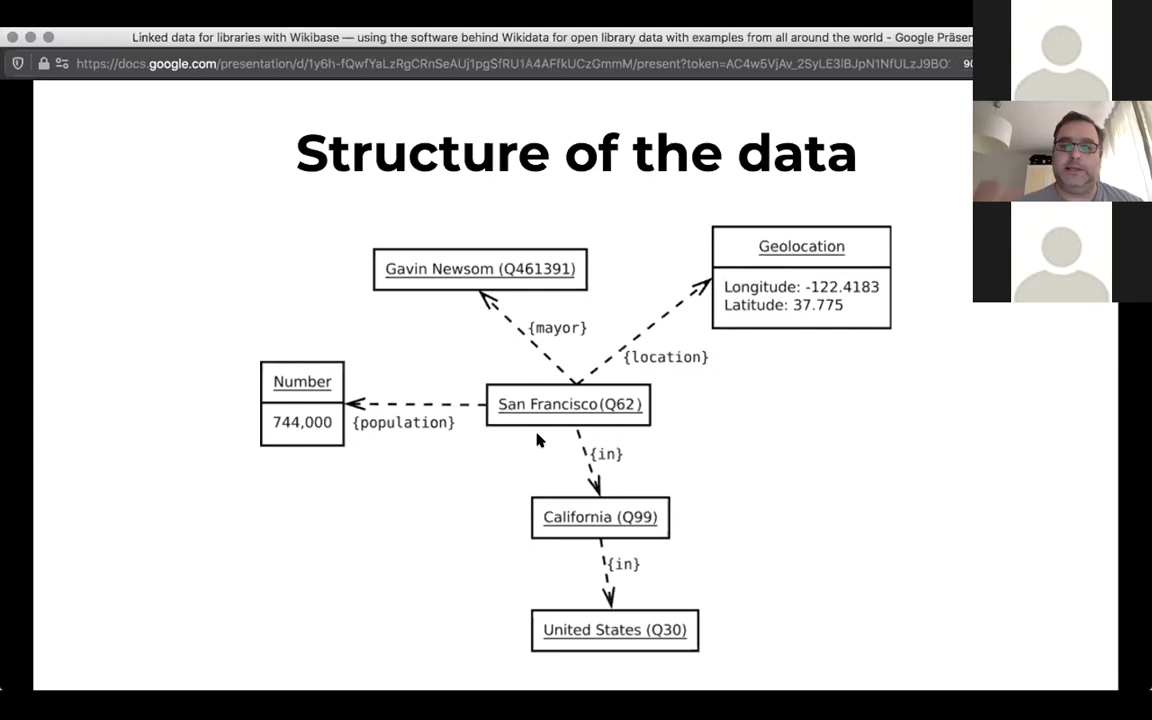 Linked data for libraries with Wikibase — using the software behind Wikidata for open library data with examples from all around the world - Google Präsen
Structure of the data
Gavin Newsom (Q461391)
Geolocation
Longitude: -122.4183
Latitude: 37.775
{mayor}
{location}
Number
744,000
{population}
San Francisco(Q62)
{in}
California (Q99)
{in}
United States (Q30)